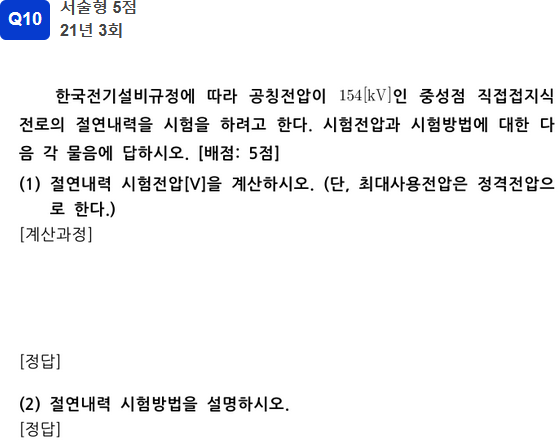 Q10
서술형 5점
21년 3회
한국전기설비규정에 따라 공칭전압이 154[kV]인 중성점 직접접지식
전로의 절연내력을 시험을 하려고 한다. 시험전압과 시험방법에 대한 다
음 각 물음에 답하시오. [배점: 5점]
(1) 절연내력 시험전압[V]을 계산하시오. (단, 최대사용전압은 정격전압으
로 한다.)
[계산과정]
[정답]
(2) 절연내력 시험방법을 설명하시오.
[정답]